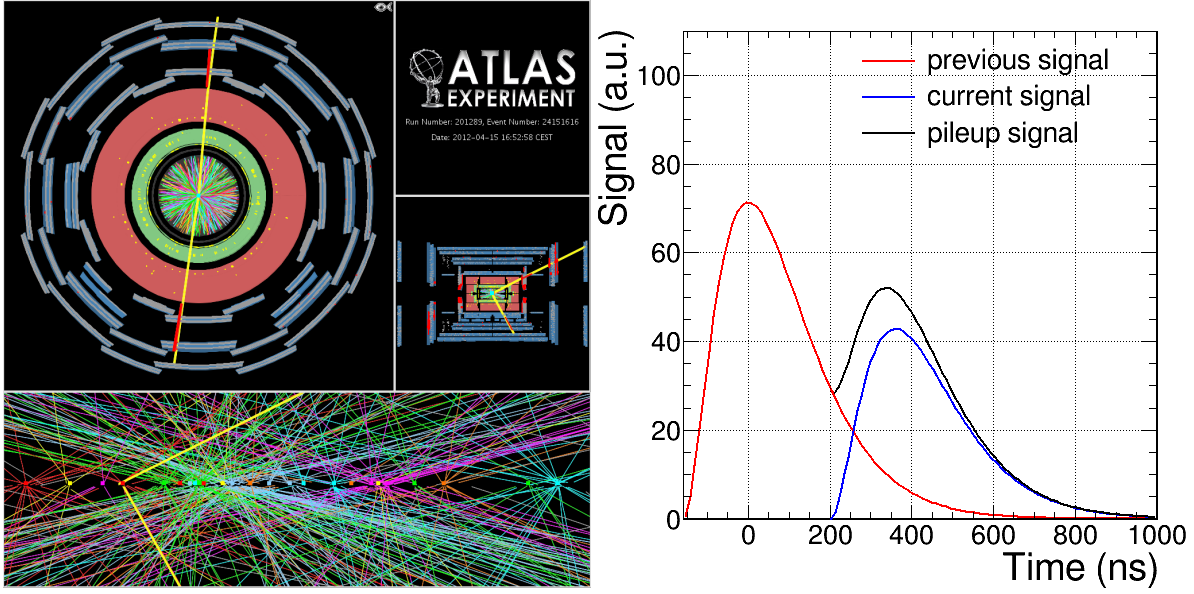 ATLAS
EXPERIMENT
Run Number: 201289, Event Number: 24151616
Date: 2012-04-15 16:52:58 CEST
Signal (a.u.)
previous signal
current signal
pileup signal
100
80
60
40
20
0
0 200 400 600 800 1000
Time (ns)